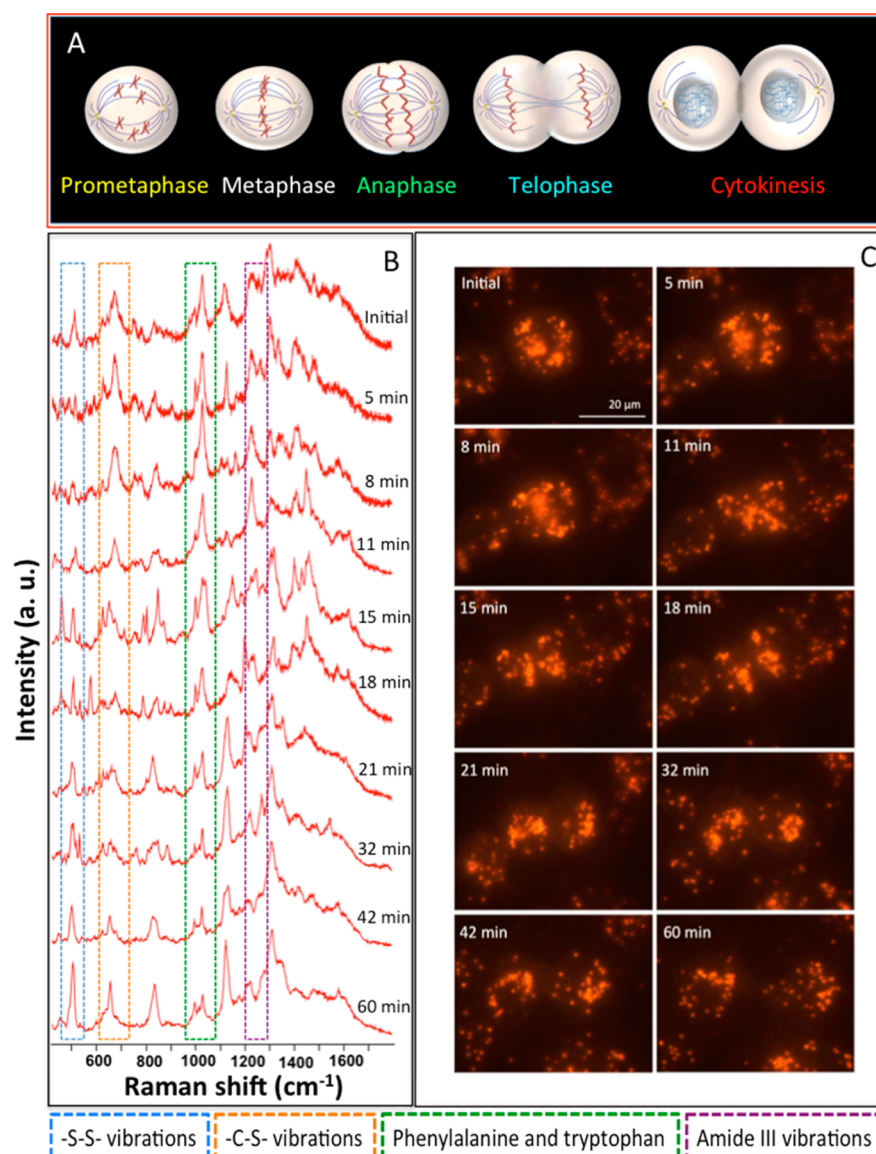 A
Prometaphase Metaphase Anaphase Telophase Cytokinesis
B
Initial
5 min
8 min
11 min
15 min
18 min
21 min
32 min
42 min
60 min
Intensity (a. u.)
600 800 1000 1200 1400 1600
Raman shift (cm⁻¹)
C
Initial 5 min
20 µm
8 min 11 min
15 min 18 min
21 min 32 min
42 min 60 min
-S-S- vibrations -C-S- vibrations Phenylalanine and tryptophan Amide III vibrations